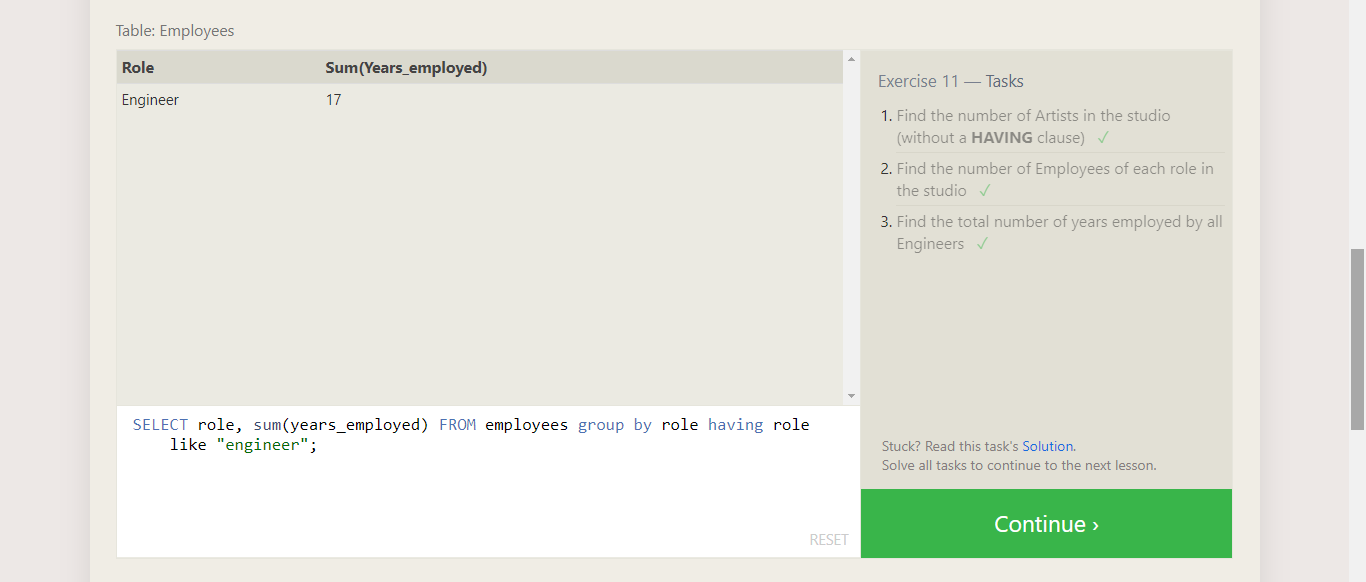 Table: Employees
Role Sum(Years_employed)
Engineer 17
SELECT role, sum(years_employed) FROM employees group by role having role
like "engineer";
RESET
Exercise 11 — Tasks
1. Find the number of Artists in the studio
(without a HAVING clause) ✓
2. Find the number of Employees of each role in
the studio ✓
3. Find the total number of years employed by all
Engineers ✓
Stuck? Read this task's Solution.
Solve all tasks to continue to the next lesson.
Continue ›